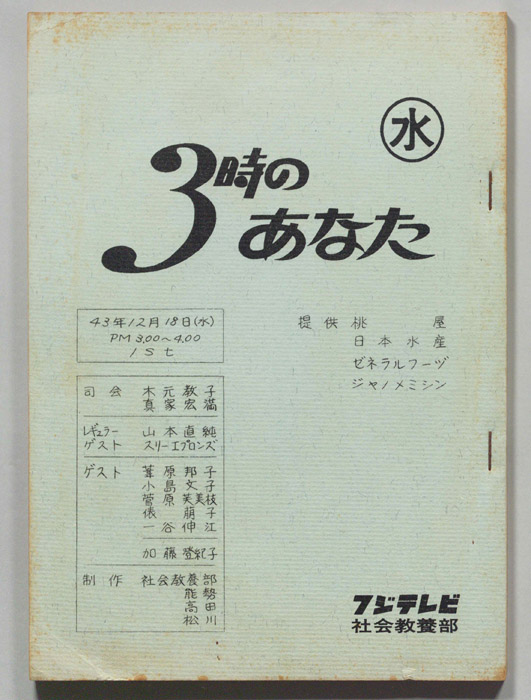 水
3時の
あなた
43年12月18日(水)
PM 3.00~4.00
1St
提供 桃屋
日本水産
ゼネラルフーヅ
ジャノメミシン
司会 木元教子
真家宏満
レギュラー 山本直純
ゲスト スリーエプロンズ
ゲスト 葦原邦子
小島文子
菅原芙美枝
俵萠子
一谷伸江
加藤登紀子
制作 社会教養部
能勢
高田
松川
フジテレビ
社会教養部